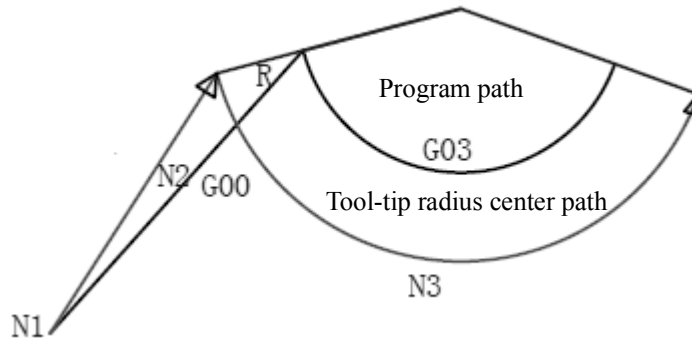 R
Program path
G03
N2
G00
Tool-tip radius center path
N3
N1